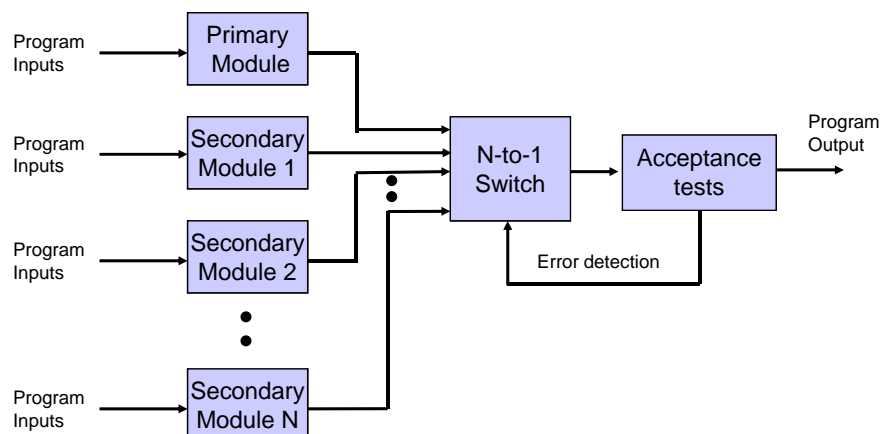 Program
Inputs
Primary
Module
Program
Inputs
Secondary
Module 1
N-to-1
Switch
Acceptance
tests
Program
Output
Program
Inputs
Secondary
Module 2
Error detection
Program
Inputs
Secondary
Module N